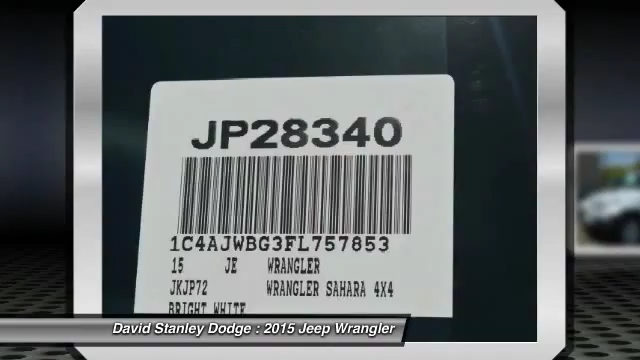 JP28340
1C4AJWBG3FL757853
15 JE WRANGLER
JKJP72 WRANGLER SAHARA 4X4
BRIGHT WHITE
David Stanley Dodge : 2015 Jeep Wrangler